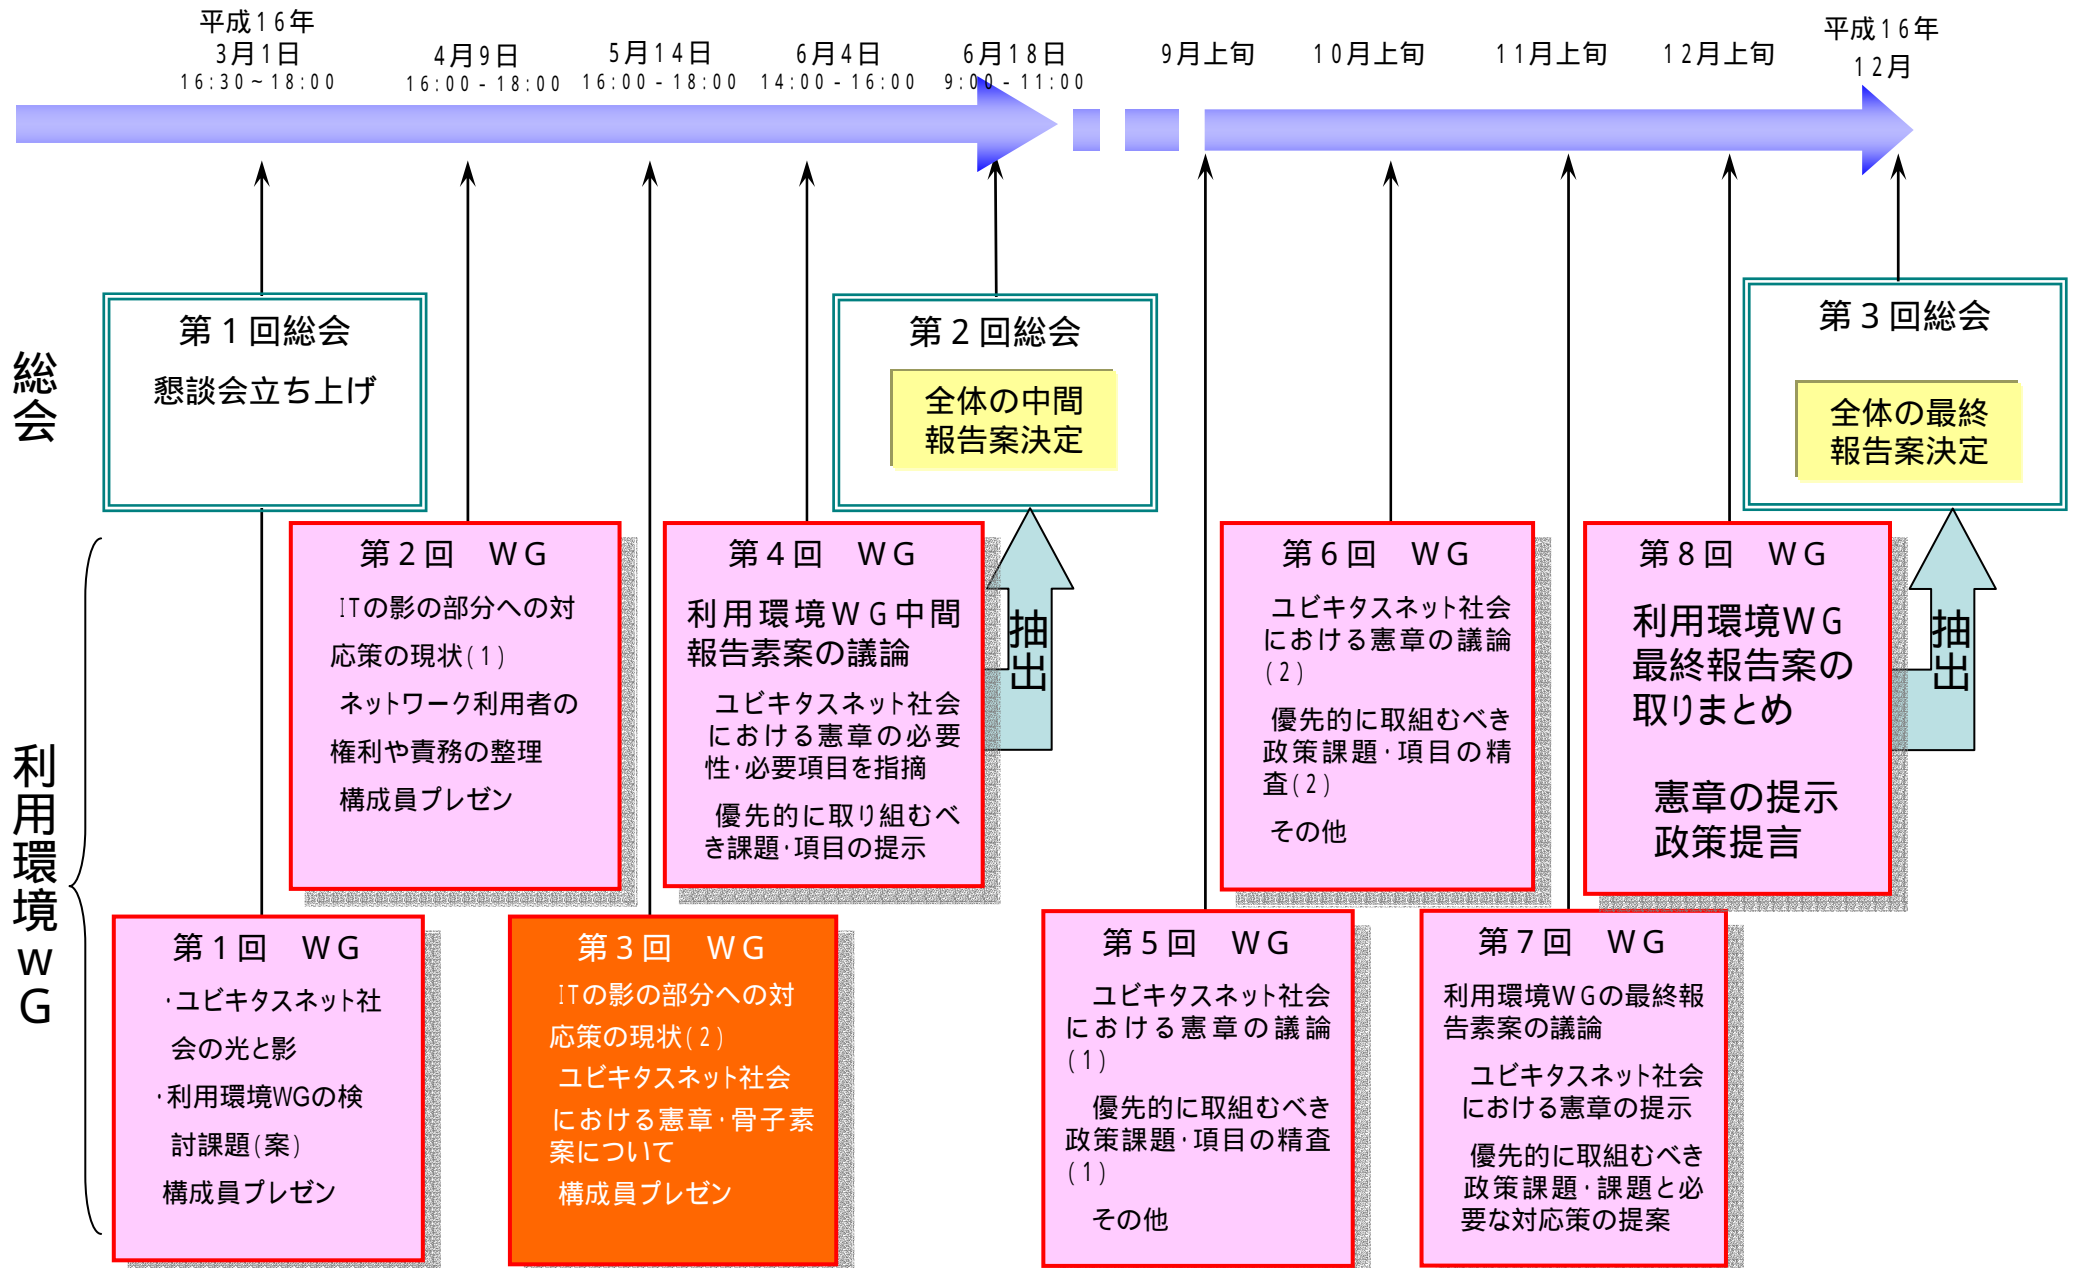 平成16年
3月1日
16:30~18:00
4月9日
16:00-18:00
5月14日
16:00-18:00
6月4日
14:00-16:00
6月18日
9:00-11:00
9月上旬
10月上旬
11月上旬
12月上旬
平成16年
12月
総会
第1回総会
懇談会立ち上げ
第2回総会
全体の中間
報告案決定
第3回総会
全体の最終
報告案決定
利用環境WG
第2回 WG
ITの影の部分への対
応策の現状(1)
ネットワーク利用者の
権利や責務の整理
構成員プレゼン
第4回 WG
利用環境WG中間
報告素案の議論
ユビキタスネット社会
における憲章の必要
性・必要項目を指摘
優先的に取り組むべ
き課題・項目の提示
抽出
第6回 WG
ユビキタスネット社会
における憲章の議論
(2)
優先的に取組むべき
政策課題・項目の精
査(2)
その他
第8回 WG
利用環境WG
最終報告案の
取りまとめ
憲章の提示
政策提言
抽出
第1回 WG
・ユビキタスネット社
会の光と影
・利用環境WGの検
討課題(案)
構成員プレゼン
第3回 WG
ITの影の部分への対
応策の現状(2)
ユビキタスネット社会
における憲章・骨子素
案について
構成員プレゼン
第5回 WG
ユビキタスネット社会
における憲章の議論
(1)
優先的に取組むべき
政策課題・項目の精査
(1)
その他
第7回 WG
利用環境WGの最終報
告素案の議論
ユビキタスネット社会
における憲章の提示
優先的に取組むべき
政策課題・課題と必
要な対応策の提案